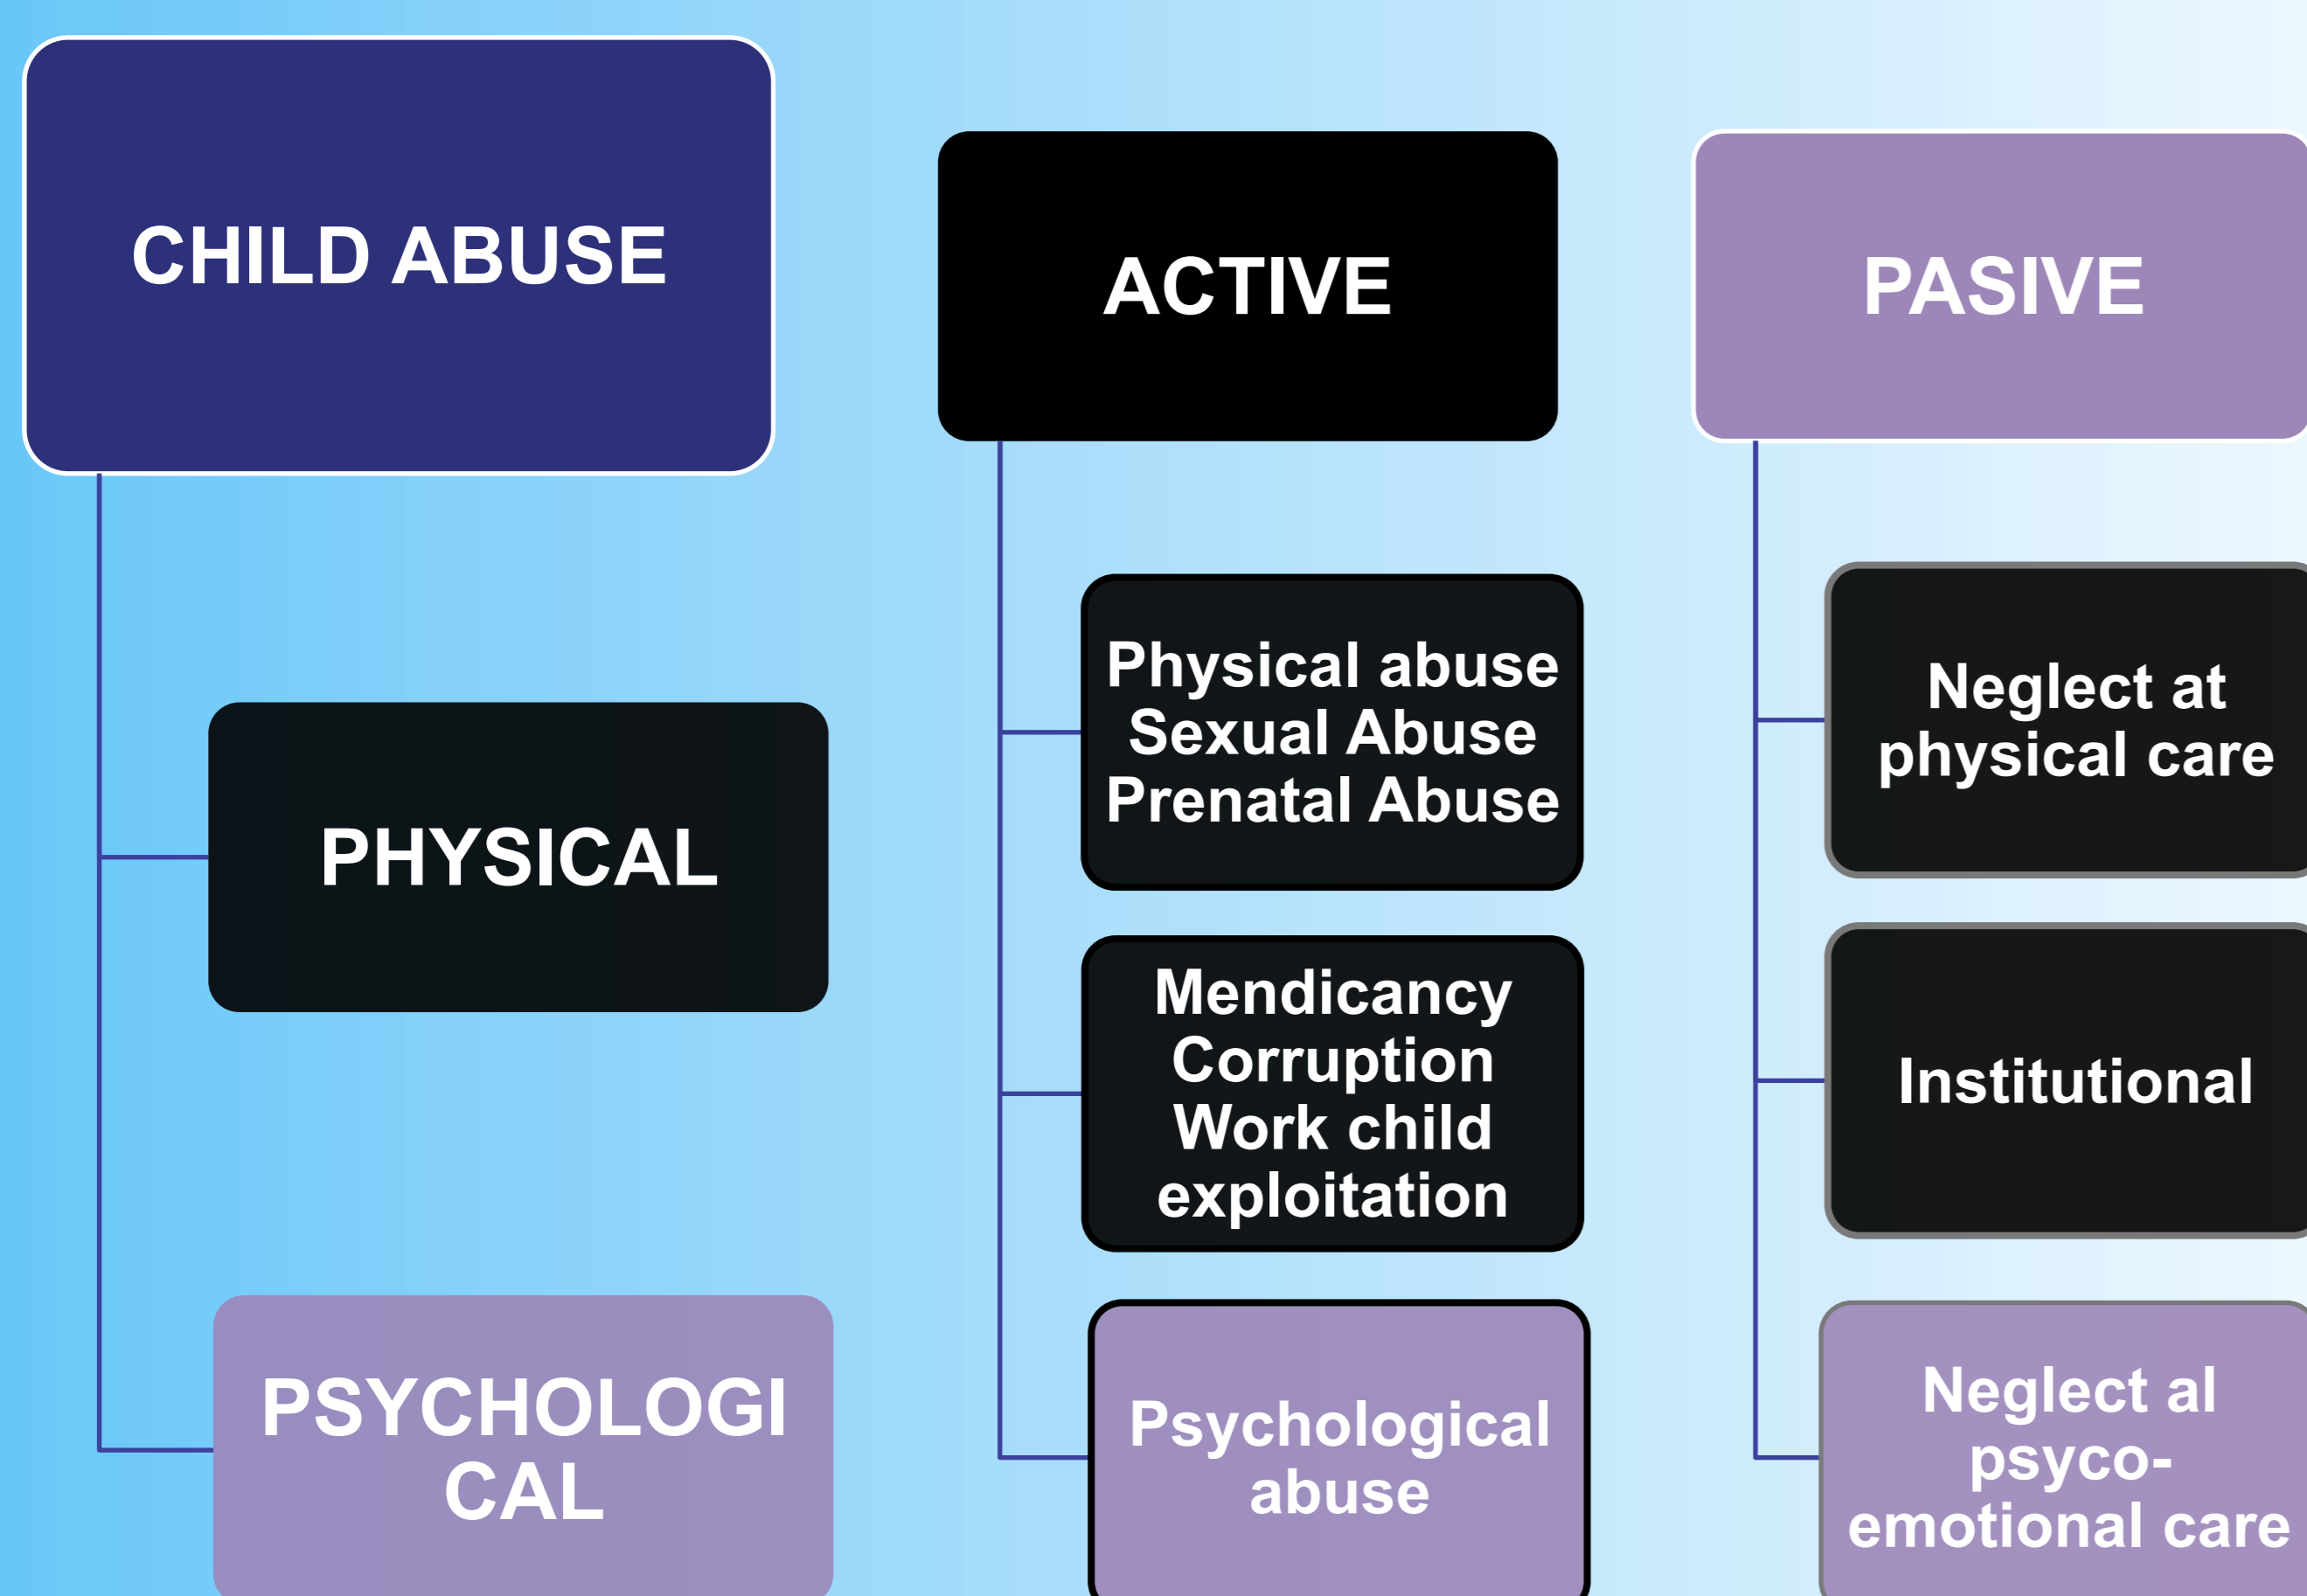 CHILD ABUSE
PHYSICAL
PSYCHOLOGI
CAL
ACTIVE
Physical abuse
Sexual Abuse
Prenatal Abuse
Mendicancy
Corruption
Work child
exploitation
Psychological
abuse
PASIVE
Neglect at
physical care
Institutional
Neglect al
psyco-
emotional care